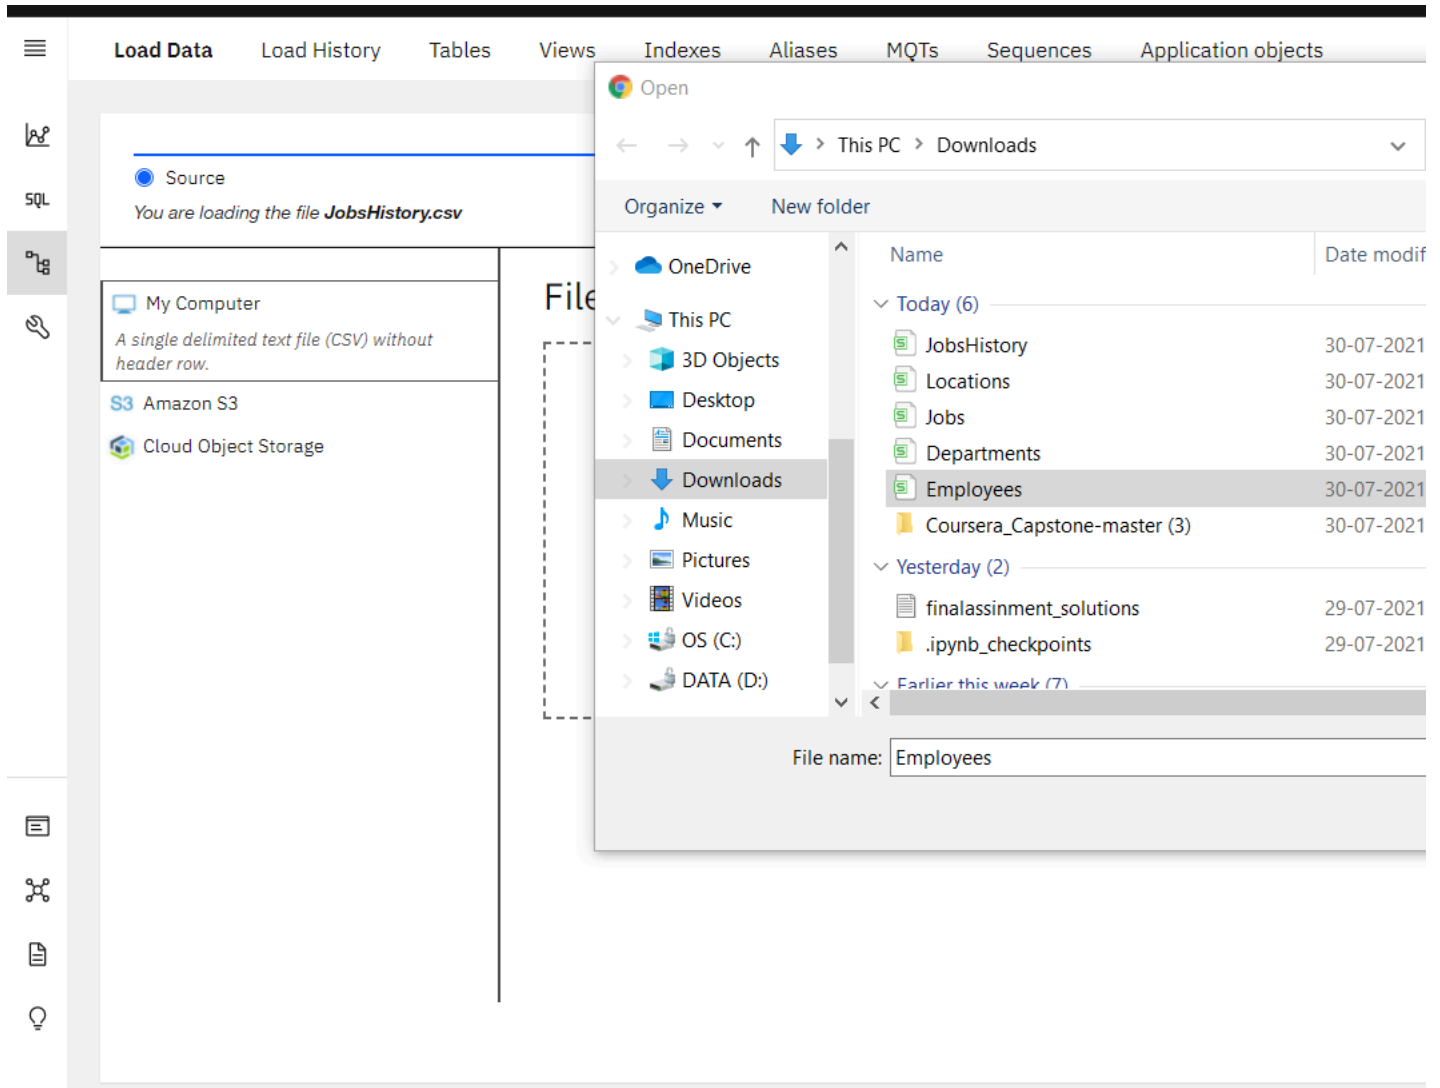 Load Data Load History Tables Views Indexes Aliases MQTs Sequences Application objects
Source
You are loading the file JobsHistory.csv
SQL
My Computer
A single delimited text file (CSV) without
header row.
S3 Amazon S3
Cloud Object Storage
File
Open
This PC > Downloads
Organize New folder
OneDrive
This PC
3D Objects
Desktop
Documents
Downloads
Music
Pictures
Videos
OS (C:)
DATA (D:)
Name Date modif
Today (6)
JobsHistory 30-07-2021
Locations 30-07-2021
Jobs 30-07-2021
Departments 30-07-2021
Employees 30-07-2021
Coursera_Capstone-master (3) 30-07-2021
Yesterday (2)
finalassinment_solutions 29-07-2021
.ipynb_checkpoints 29-07-2021
Earlier this week (7)
File name: Employees